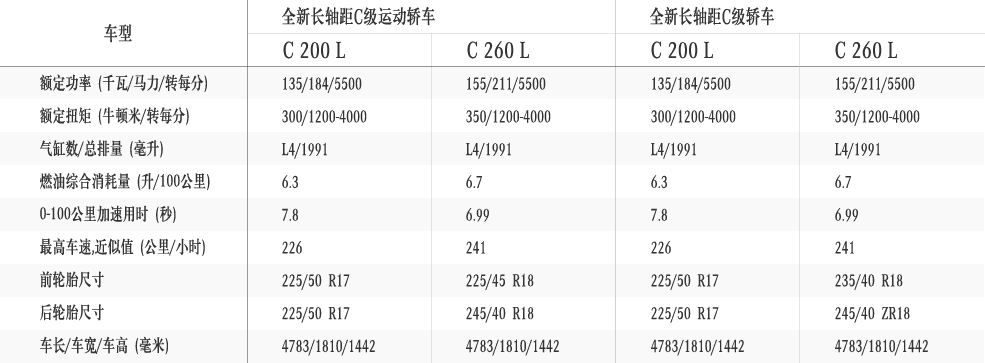 车型 全新长轴距C级运动轿车 全新长轴距C级轿车
C 200 L C 260 L C 200 L C 260 L
额定功率 (千瓦/马力/转每分) 135/184/5500 155/211/5500 135/184/5500 155/211/5500
额定扭矩 (牛顿米/转每分) 300/1200-4000 350/1200-4000 300/1200-4000 350/1200-4000
气缸数/总排量 (毫升) L4/1991 L4/1991 L4/1991 L4/1991
燃油综合消耗量 (升/100公里) 6.3 6.7 6.3 6.7
0-100公里加速用时 (秒) 7.8 6.99 7.8 6.99
最高车速,近似值 (公里/小时) 226 241 226 241
前轮胎尺寸 225/50 R17 225/45 R18 225/50 R17 235/40 R18
后轮胎尺寸 225/50 R17 245/40 R18 225/50 R17 245/40 ZR18
车长/车宽/车高 (毫米) 4783/1810/1442 4783/1810/1442 4783/1810/1442 4783/1810/1442